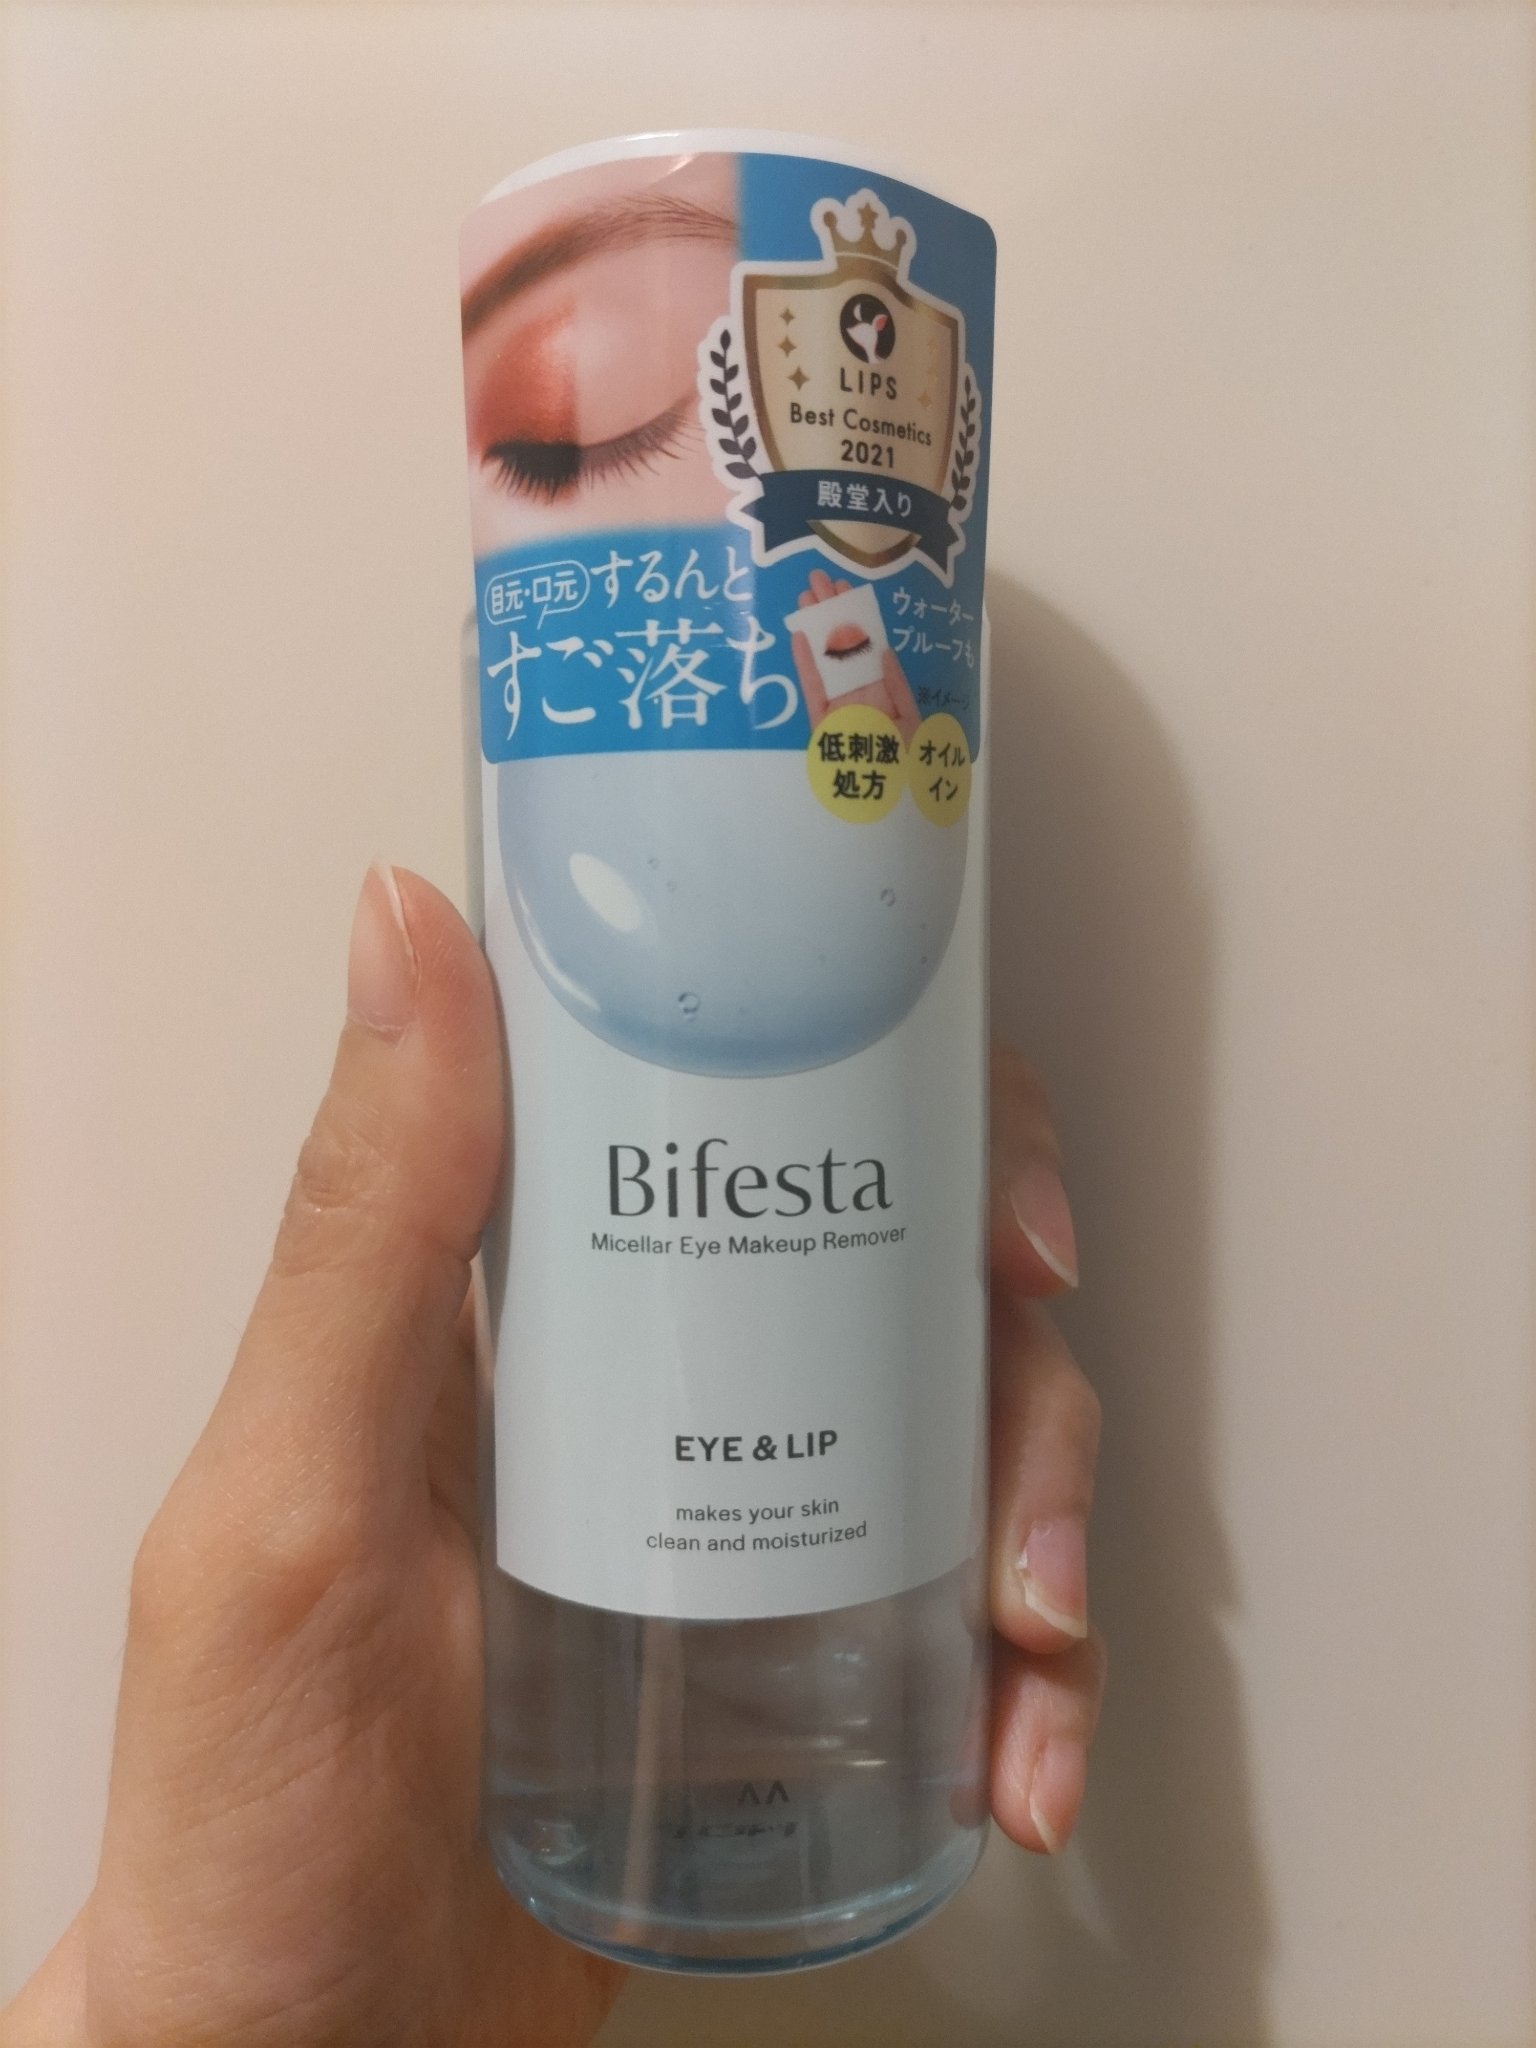 LIPS
Best Cosmetics
2021
殿堂入り
目元・口元
するんと
すご落ち
ウォーター
プルーフも
※イメージ
低刺激
処方
オイル
イン
Bifesta
Micellar Eye Makeup Remover
EYE & LIP
makes your skin
clean and moisturized